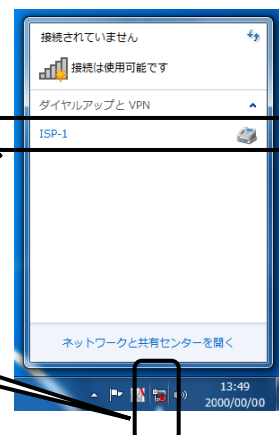 接続されていません
接続は使用可能です
ダイヤルアップと VPN
ISP-1
ネットワークと共有センターを開く
13:49
2000/00/00